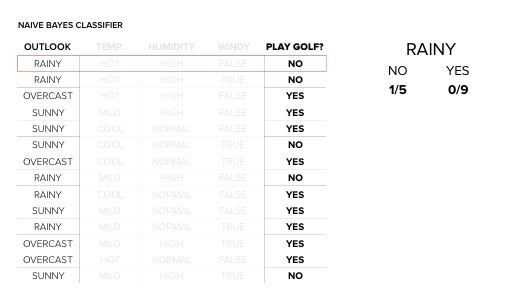 NAIVE BAYES CLASSIFIER
OUTLOOK TEMP. HUMIDITY WINDY PLAY GOLF?
RAINY HOT HIGH FALSE NO
RAINY HOT HIGH TRUE NO
OVERCAST HOT HIGH FALSE YES
SUNNY MILD HIGH FALSE YES
SUNNY COOL NORMAL FALSE YES
SUNNY COOL NORMAL TRUE NO
OVERCAST COOL NORMAL TRUE YES
RAINY MILD HIGH FALSE NO
RAINY COOL NORMAL FALSE YES
SUNNY MILD NORMAL FALSE YES
RAINY MILD NORMAL TRUE YES
OVERCAST MILD HIGH TRUE YES
OVERCAST HOT NORMAL FALSE YES
SUNNY MILD HIGH TRUE NO
RAINY
NO YES
1/5 0/9